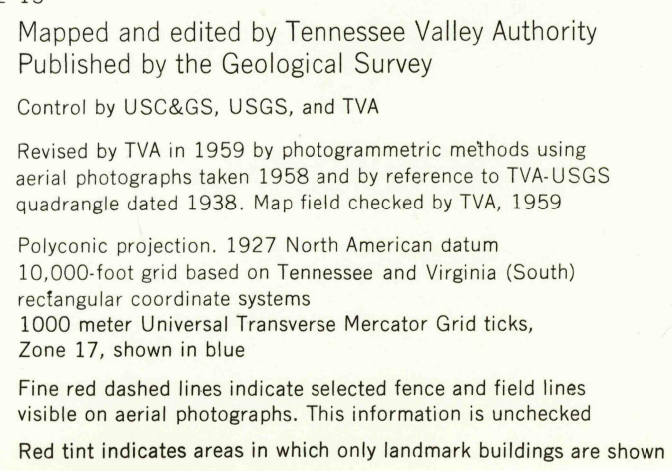 Mapped and edited by Tennessee Valley Authority
Published by the Geological Survey
Control by USC&GS, USGS, and TVA
Revised by TVA in 1959 by photogrammetric methods using
aerial photographs taken 1958 and by reference to TVA-USGS
quadrangle dated 1938. Map field checked by TVA, 1959
Polyconic projection. 1927 North American datum
10,000-foot grid based on Tennessee and Virginia (South)
rectangular coordinate systems
1000 meter Universal Transverse Mercator Grid ticks,
Zone 17, shown in blue
Fine red dashed lines indicate selected fence and field lines
visible on aerial photographs. This information is unchecked
Red tint indicates areas in which only landmark buildings are shown